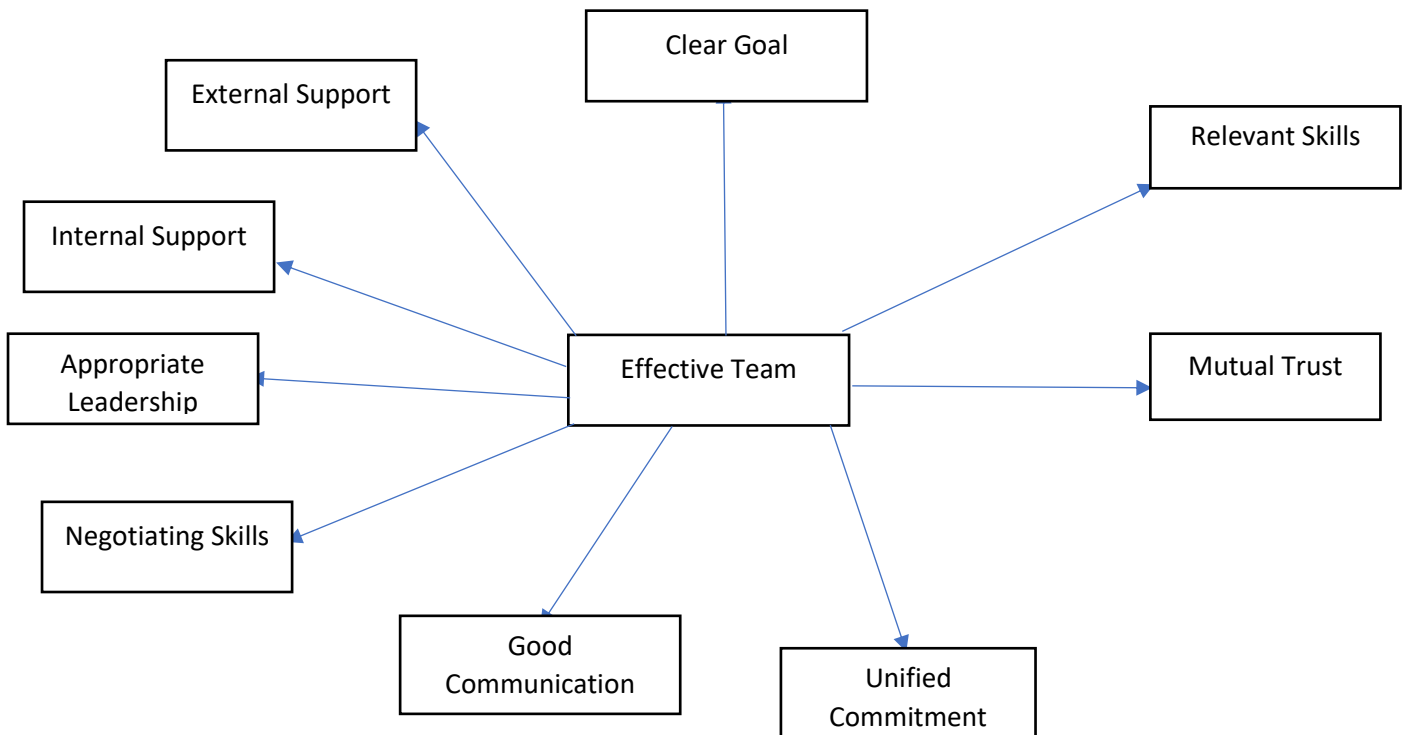 Clear Goal
External Support
Relevant Skills
Internal Support
Appropriate
Leadership
Effective Team
Mutual Trust
Negotiating Skills
Good
Communication
Unified
Commitment